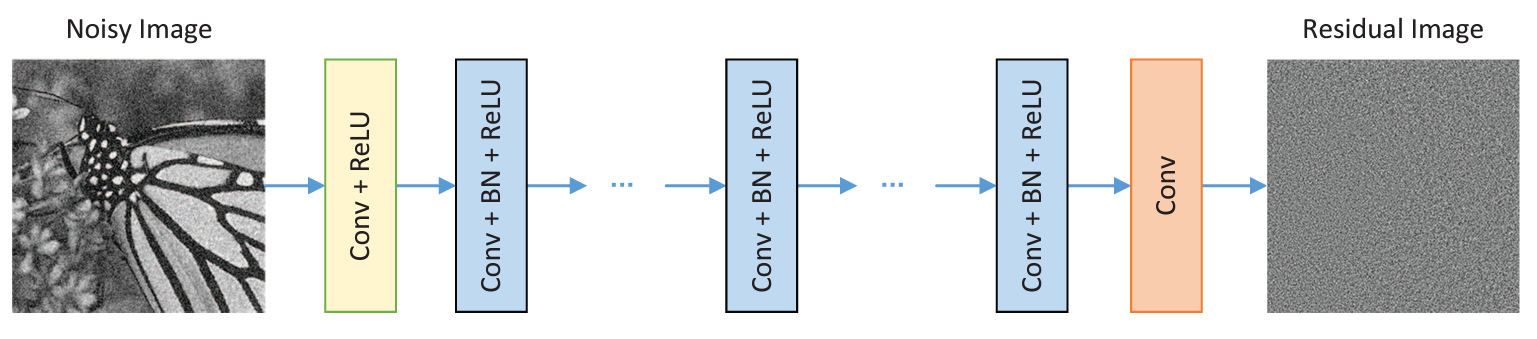 Noisy Image
Residual Image
Conv + ReLU
Conv + BN + ReLU
...
Conv + BN + ReLU
...
Conv + BN + ReLU
Conv